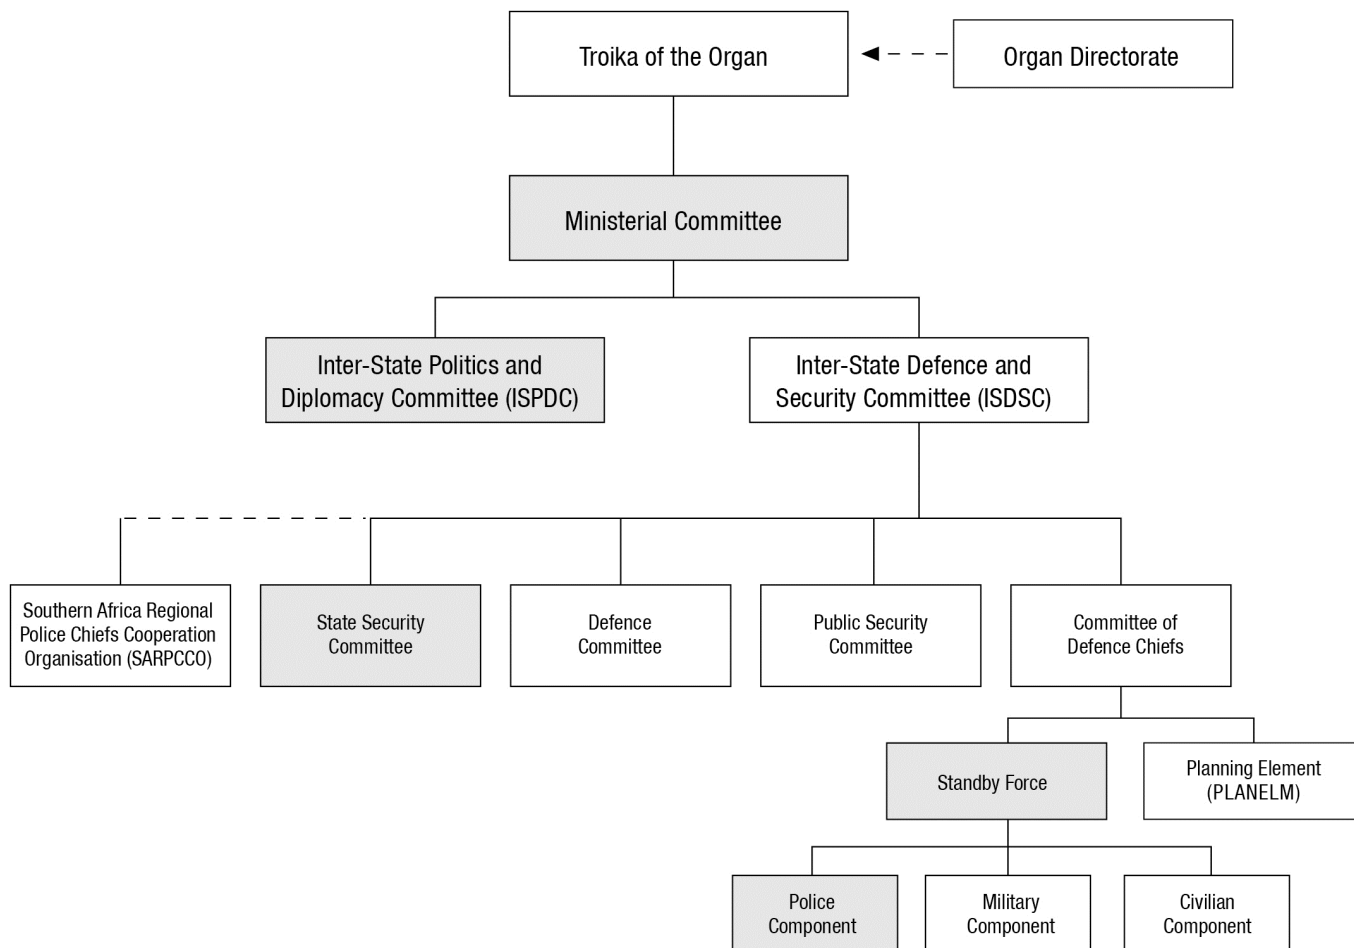 Troika of the Organ
Organ Directorate
Ministerial Committee
Inter-State Politics and
Diplomacy Committee (ISPDC)
Inter-State Defence and
Security Committee (ISDSC)
Southern Africa Regional
Police Chiefs Cooperation
Organisation (SARPCCO)
State Security
Committee
Defence
Committee
Public Security
Committee
Committee of
Defence Chiefs
Standby Force
Planning Element
(PLANELM)
Police
Component
Military
Component
Civilian
Component